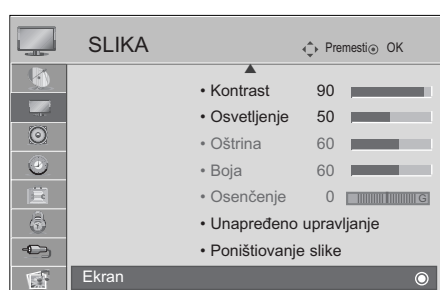 SLIKA
Premesti OK
• Kontrast 90
• Osvetljenje 50
• Oštrina 60
• Boja 60
• Osenčenje 0 G
• Unapređeno upravljanje
• Poništiovanje slike
Ekran